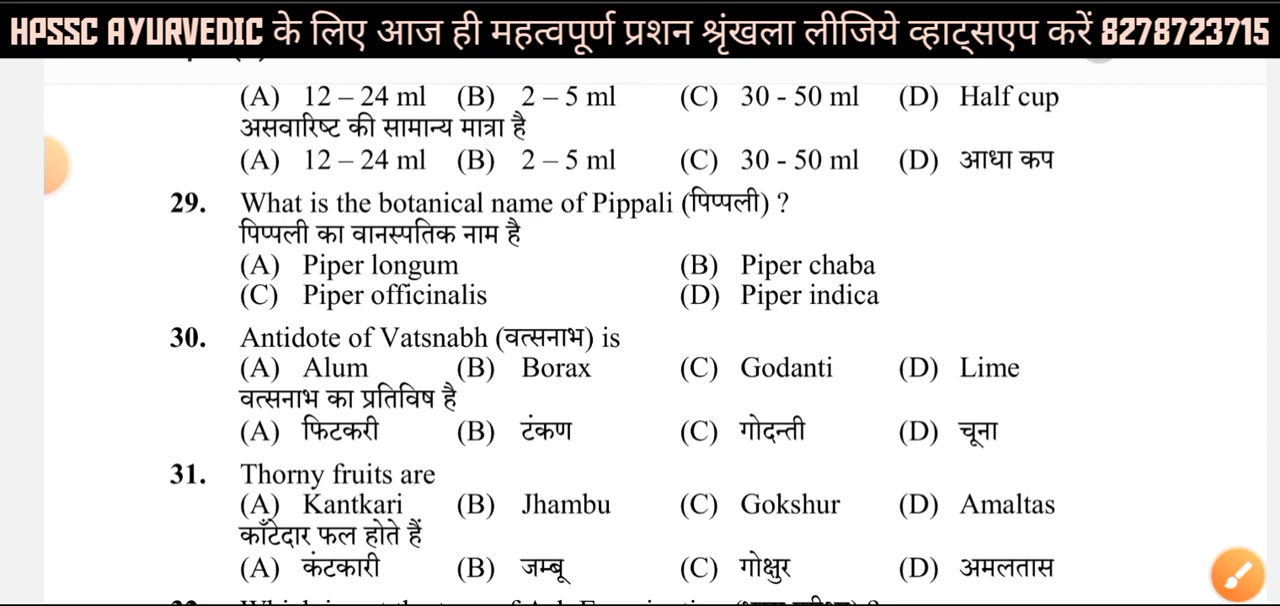 HPSSC AYURVEDIC के लिए आज ही महत्वपूर्ण प्रशन श्रृंखला लीजिये व्हाट्सएप करें 8278723715
(A) 12 – 24 ml (B) 2 – 5 ml (C) 30 - 50 ml (D) Half cup
असवारिष्ट की सामान्य मात्रा है
(A) 12 – 24 ml (B) 2 – 5 ml (C) 30 - 50 ml (D) आधा कप
29. What is the botanical name of Pippali (पिप्पली) ?
पिप्पली का वानस्पतिक नाम है
(A) Piper longum (B) Piper chaba
(C) Piper officinalis (D) Piper indica
30. Antidote of Vatsnabh (वत्सनाभ) is
(A) Alum (B) Borax (C) Godanti (D) Lime
वत्सनाभ का प्रतिविष है
(A) फिटकरी (B) टंकण (C) गोदन्ती (D) चूना
31. Thorny fruits are
(A) Kantkari (B) Jhambu (C) Gokshur (D) Amaltas
काँटेदार फल होते हैं
(A) कंटकारी (B) जम्बू (C) गोक्षुर (D) अमलतास